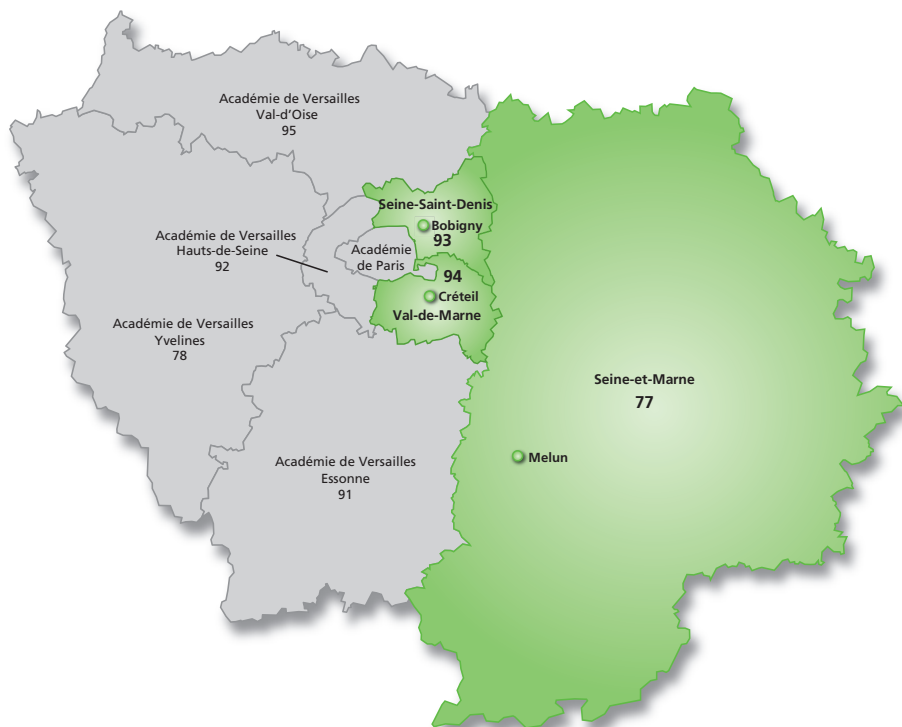 Académie de Versailles
Val-d'Oise
95
Seine-Saint-Denis
Bobigny
93
Académie de Versailles
Hauts-de-Seine
92
Académie
de Paris
94
Créteil
Val-de-Marne
Académie de Versailles
Yvelines
78
Seine-et-Marne
77
Melun
Académie de Versailles
Essonne
91